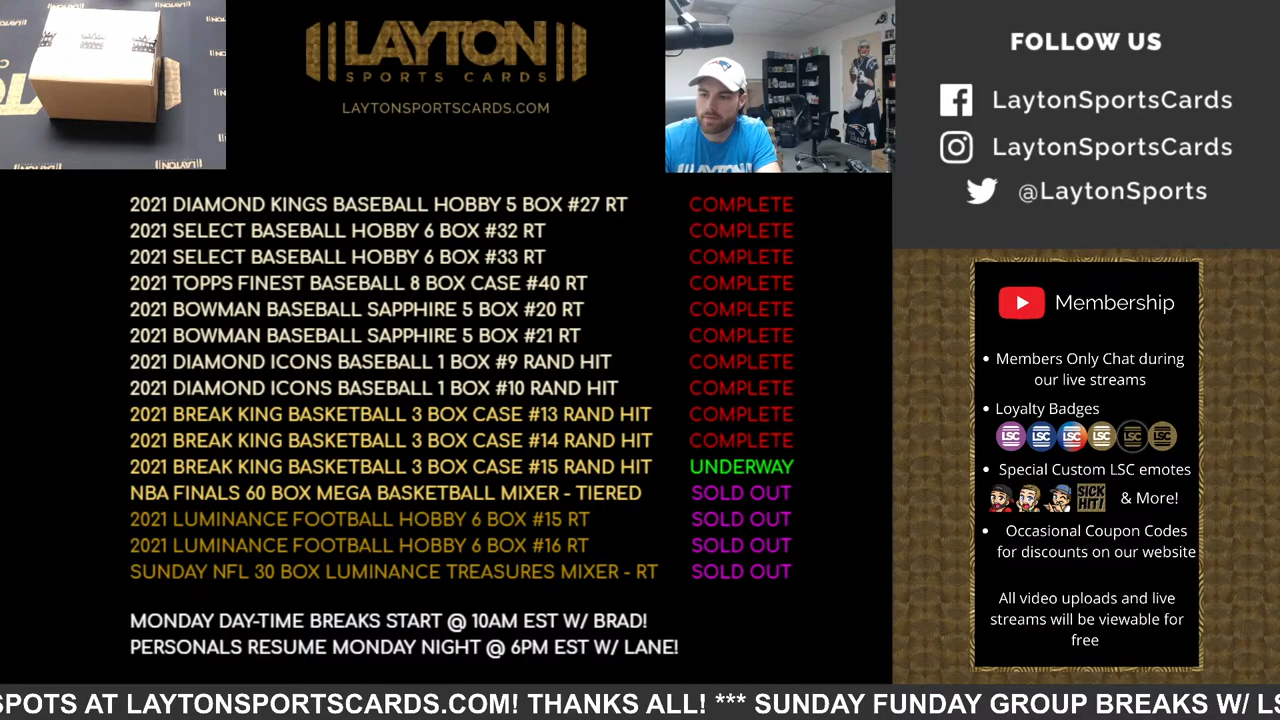 LAYTON
SPORTS CARDS
LAYTONSPORTSCARDS.COM
2021 DIAMOND KINGS BASEBALL HOBBY 5 BOX #27 RT COMPLETE
2021 SELECT BASEBALL HOBBY 6 BOX #32 RT COMPLETE
2021 SELECT BASEBALL HOBBY 6 BOX #33 RT COMPLETE
2021 TOPPS FINEST BASEBALL 8 BOX CASE #40 RT COMPLETE
2021 BOWMAN BASEBALL SAPPHIRE 5 BOX #20 RT COMPLETE
2021 BOWMAN BASEBALL SAPPHIRE 5 BOX #21 RT COMPLETE
2021 DIAMOND ICONS BASEBALL 1 BOX #9 RAND HIT COMPLETE
2021 DIAMOND ICONS BASEBALL 1 BOX #10 RAND HIT COMPLETE
2021 BREAK KING BASKETBALL 3 BOX CASE #13 RAND HIT COMPLETE
2021 BREAK KING BASKETBALL 3 BOX CASE #14 RAND HIT COMPLETE
2021 BREAK KING BASKETBALL 3 BOX CASE #15 RAND HIT UNDERWAY
NBA FINALS 60 BOX MEGA BASKETBALL MIXER - TIERED SOLD OUT
2021 LUMINANCE FOOTBALL HOBBY 6 BOX #15 RT SOLD OUT
2021 LUMINANCE FOOTBALL HOBBY 6 BOX #16 RT SOLD OUT
SUNDAY NFL 30 BOX LUMINANCE TREASURES MIXER - RT SOLD OUT
MONDAY DAY-TIME BREAKS START @ 10AM EST W/ BRAD!
PERSONALS RESUME MONDAY NIGHT @ 6PM EST W/ LANE!
FOLLOW US
LaytonSportsCards
LaytonSportsCards
@LaytonSports
Membership
• Members Only Chat during
our live streams
• Loyalty Badges
LSC LSC LSC LSC LSC LSC
• Special Custom LSC emotes
SICK HIT! & More!
• Occasional Coupon Codes
for discounts on our website
All video uploads and live
streams will be viewable for
free
SPOTS AT LAYTONSPORTSCARDS.COM! THANKS ALL! *** SUNDAY FUNDAY GROUP BREAKS W/ LS